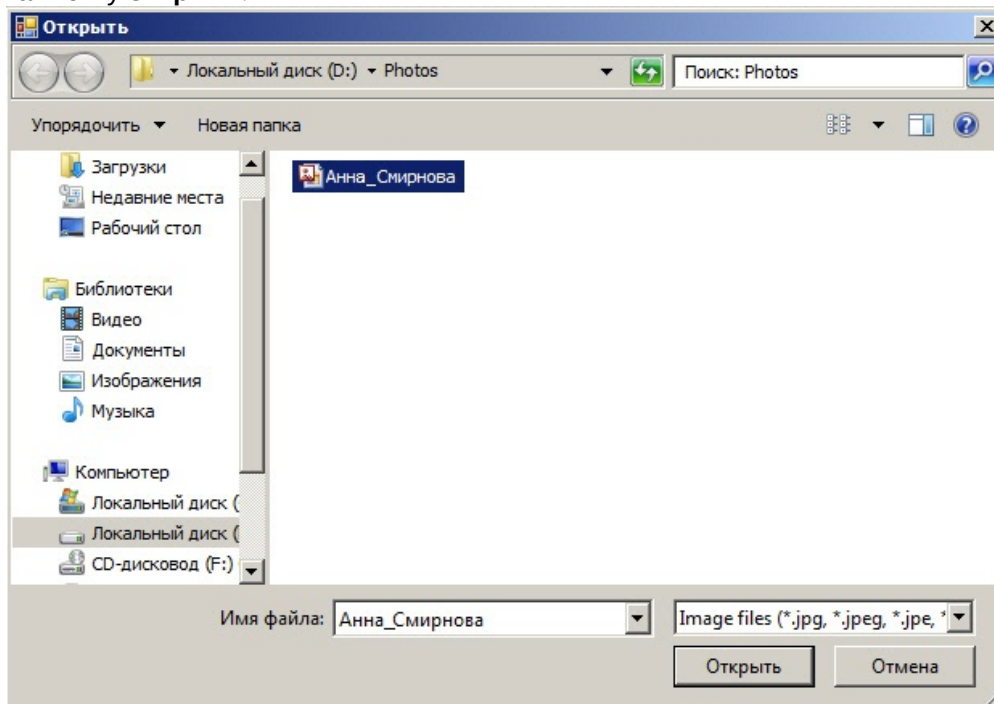 Открыть
Локальный диск (D:) Photos
Поиск: Photos
Упорядочить Новая папка
Загрузки
Недавние места
Рабочий стол
Библиотеки
Видео
Документы
Изображения
Музыка
Компьютер
Локальный диск (
Локальный диск (
CD-дисковод (F:)
Анна_Смирнова
Имя файла: Анна_Смирнова
Image files (*.jpg, *.jpeg, *.jpe, *
Открыть Отмена